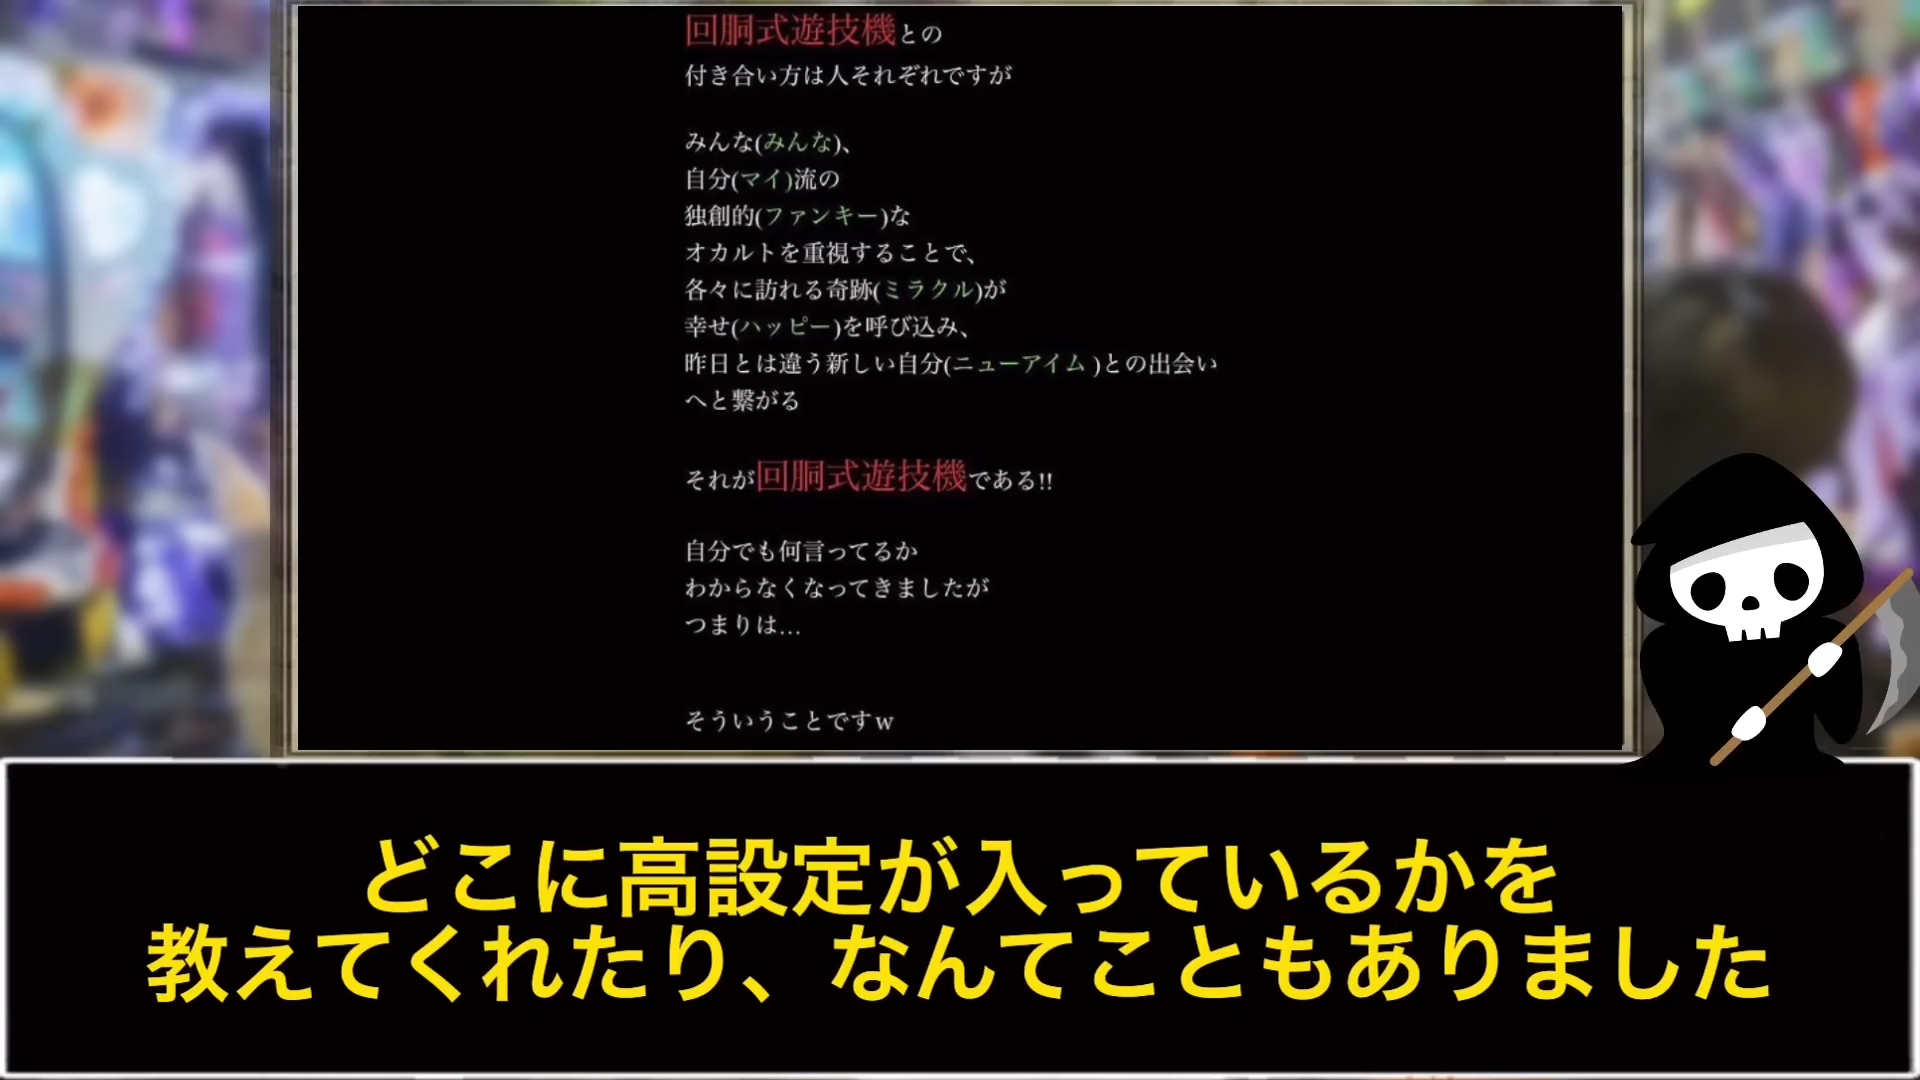 回胴式遊技機との
付き合い方は人それぞれですが
みんな(みんな)、
自分(マイ)流の
独創的(ファンキー)な
オカルトを重視することで、
各々に訪れる奇跡(ミラクル)が
幸せ(ハッピー)を呼び込み、
昨日とは違う新しい自分(ニューアイム )との出会い
へと繋がる
それが回胴式遊技機である!!
自分でも何言ってるか
わからなくなってきましたが
つまりは…
そういうことですw
どこに高設定が入っているかを
教えてくれたり、なんてこともありました